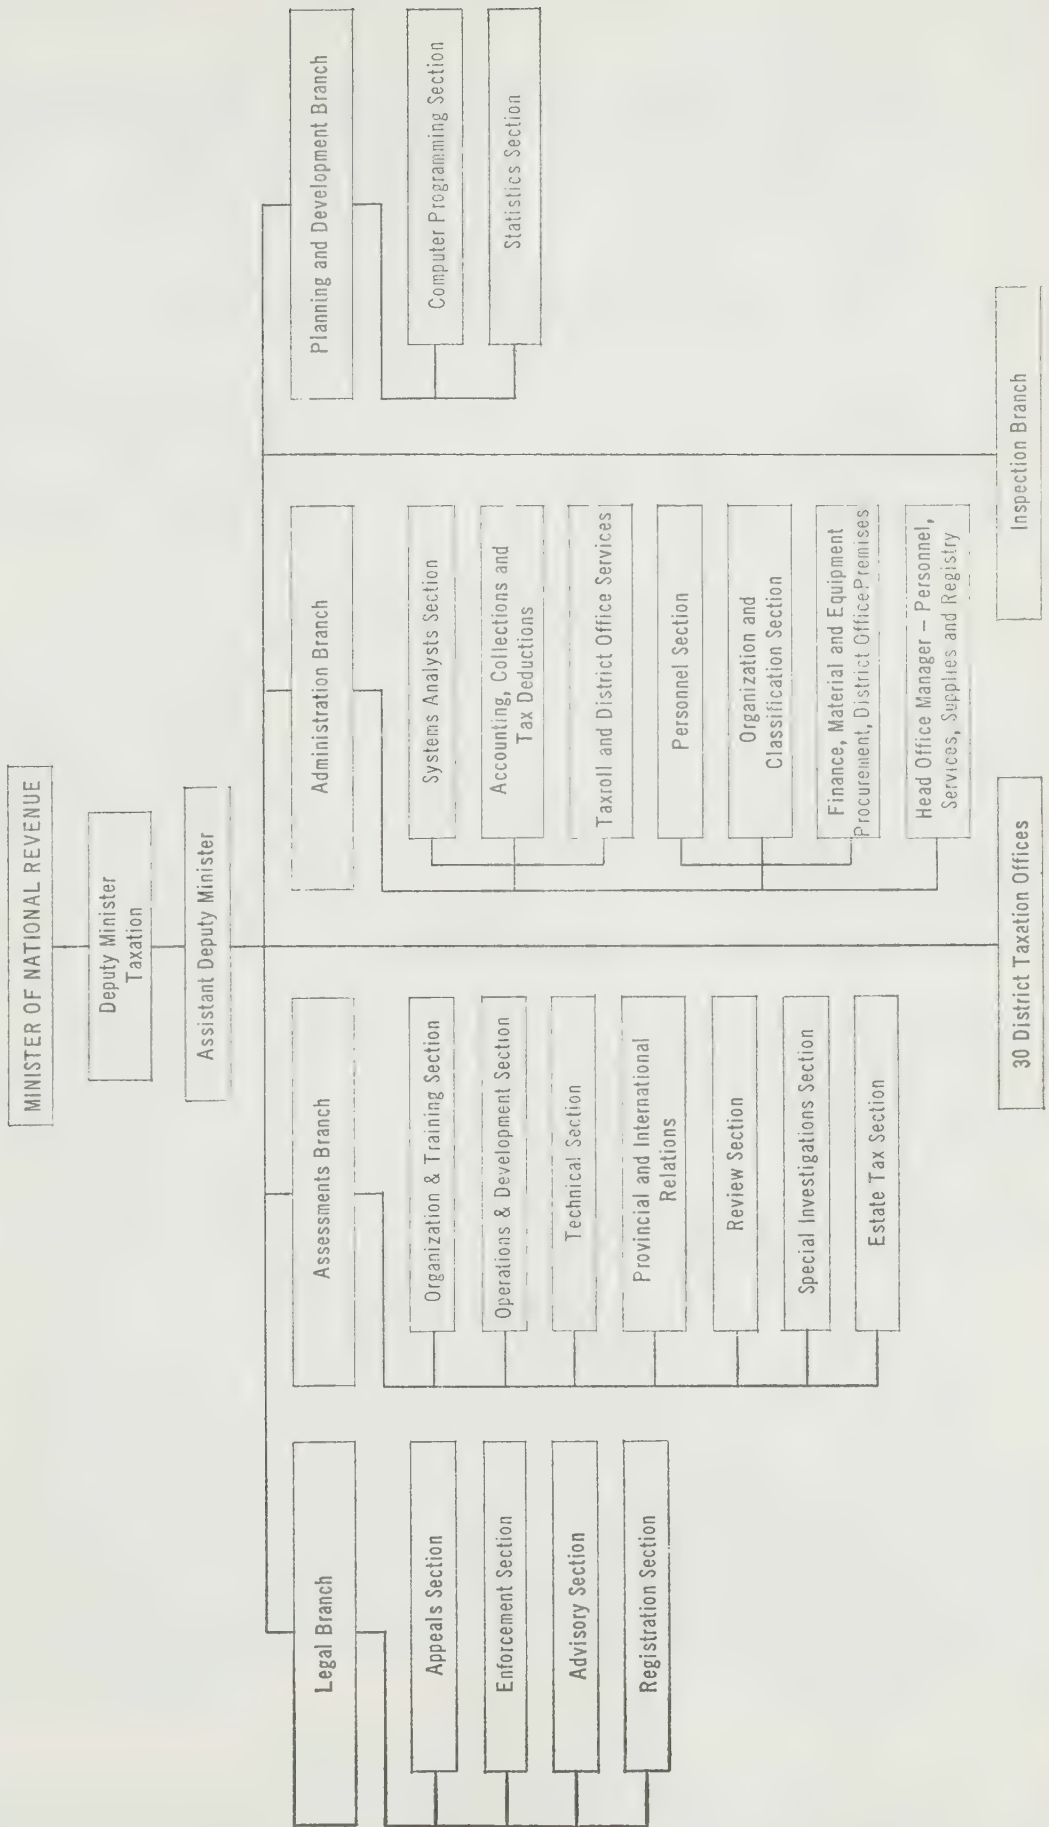 MINISTER OF NATIONAL REVENUE
Deputy Minister
Taxation
Assistant Deputy Minister
Legal Branch
Appeals Section
Enforcement Section
Advisory Section
Registration Section
Assessments Branch
Organization & Training Section
Operations & Development Section
Technical Section
Provincial and International
Relations
Review Section
Special Investigations Section
Estate Tax Section
Administration Branch
Systems Analysts Section
Accounting, Collections and
Tax Deductions
Taxroll and District Office Services
Personnel Section
Organization and
Classification Section
Finance, Material and Equipment
Procurement, District Office Premises
Head Office Manager – Personnel,
Services, Supplies and Registry
Planning and Development Branch
Computer Programming Section
Statistics Section
30 District Taxation Offices
Inspection Branch